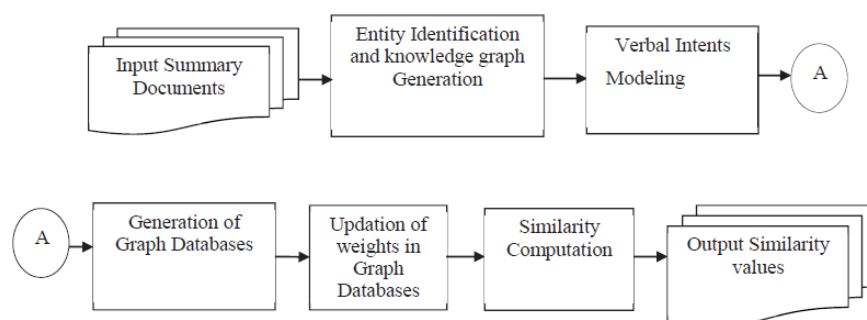 Input Summary
Documents
Entity Identification
and knowledge graph
Generation
Verbal Intents
Modeling
A
A
Generation of
Graph Databases
Updation of
weights in
Graph
Databases
Similarity
Computation
Output Similarity
values